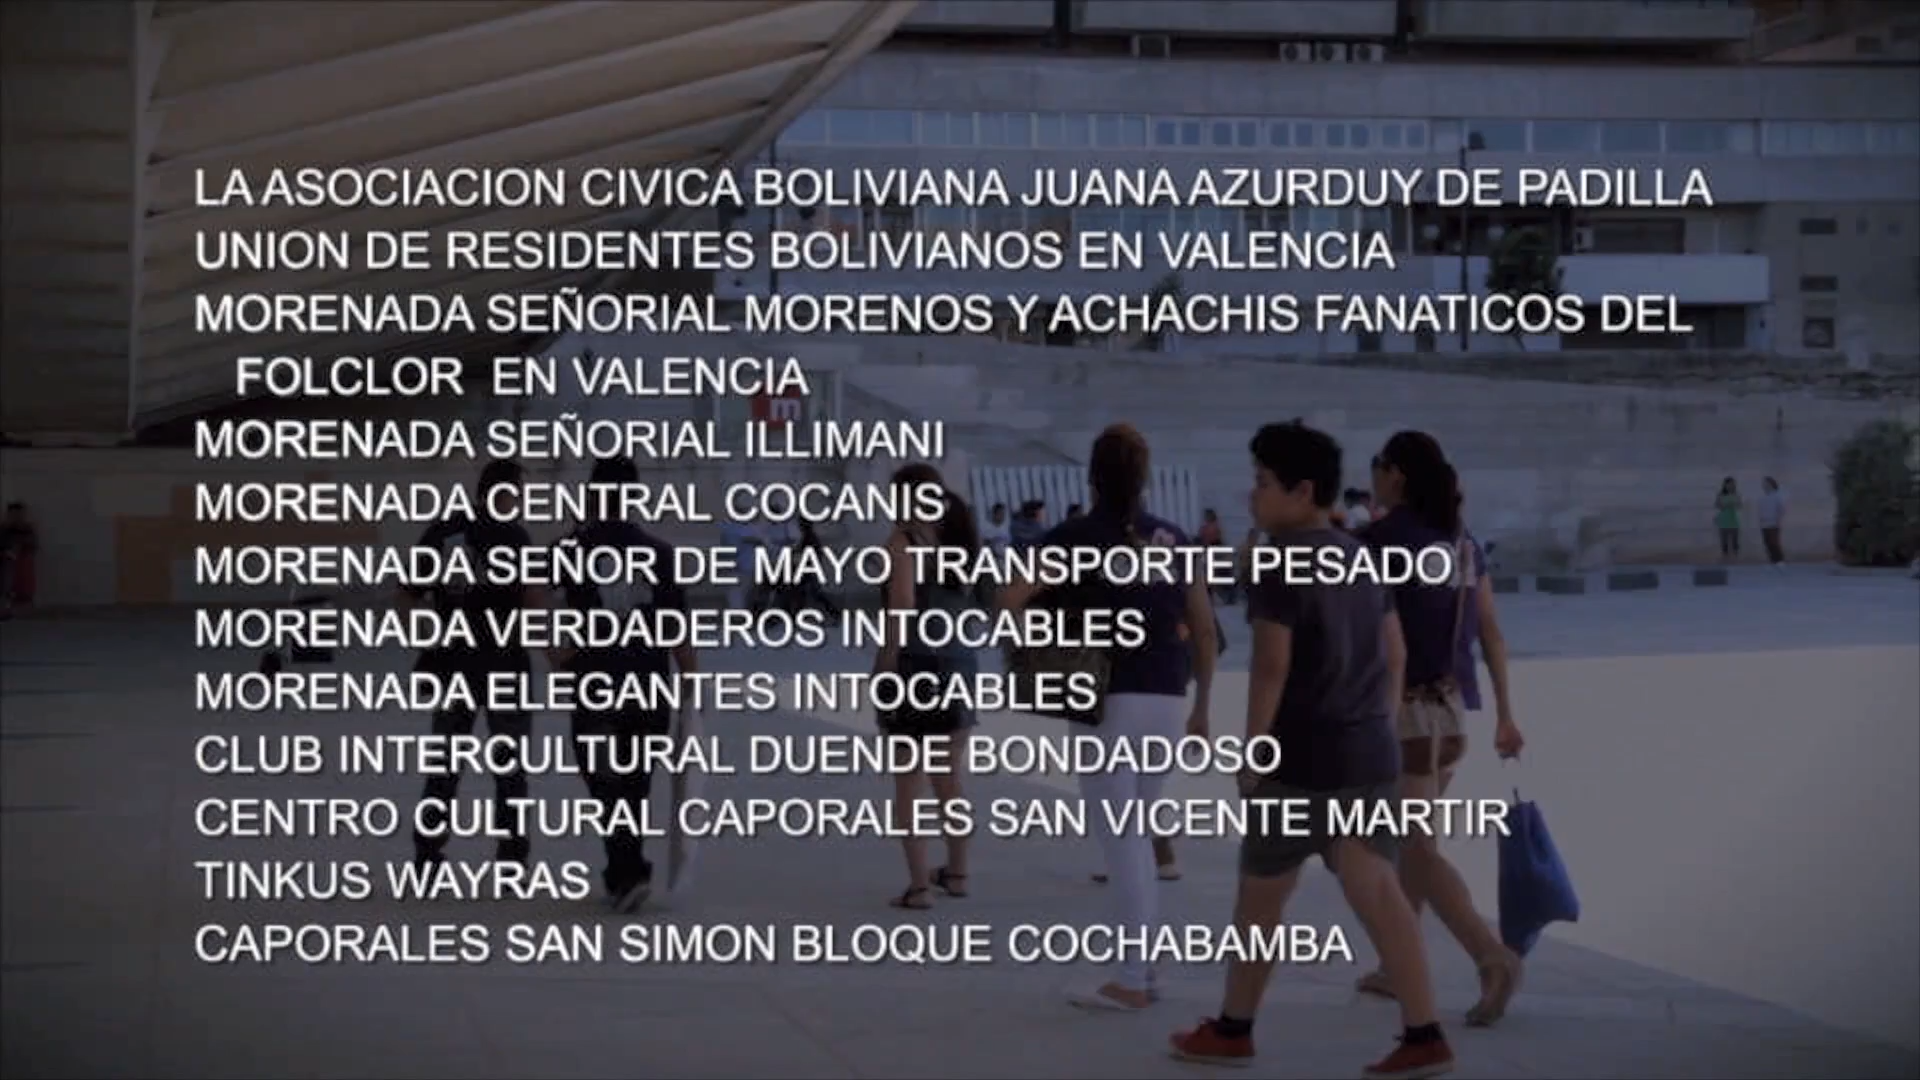 LA ASOCIACION CIVICA BOLIVIANA JUANA AZURDUY DE PADILLA
UNION DE RESIDENTES BOLIVIANOS EN VALENCIA
MORENADA SEÑORIAL MORENOS Y ACHACHIS FANATICOS DEL
FOLCLOR EN VALENCIA
m
MORENADA SEÑORIAL ILLIMANI
MORENADA CENTRAL COCANIS
MORENADA SEÑOR DE MAYO TRANSPORTE PESADO
MORENADA VERDADEROS INTOCABLES
MORENADA ELEGANTES INTOCABLES
CLUB INTERCULTURAL DUENDE BONDADOSO
CENTRO CULTURAL CAPORALES SAN VICENTE MARTIR
TINKUS WAYRAS
CAPORALES SAN SIMON BLOQUE COCHABAMBA